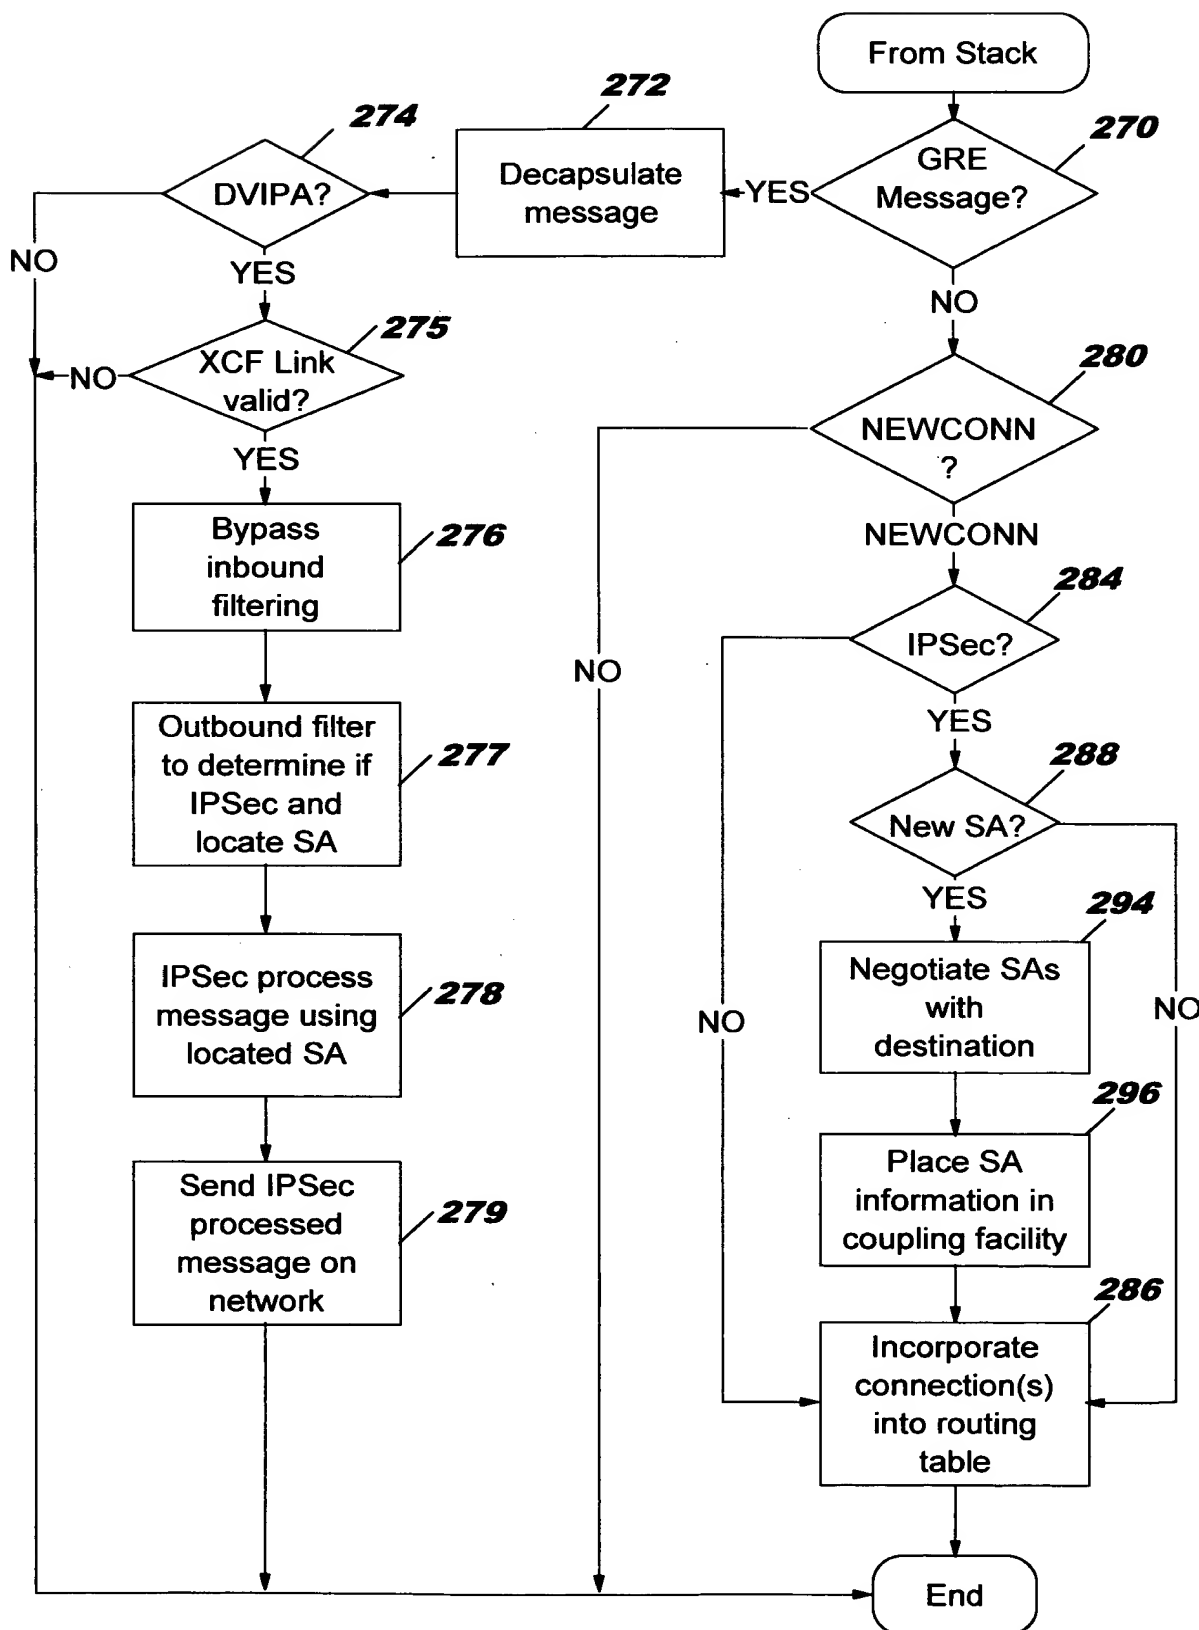 From Stack
270
GRE
Message?
YES
272
Decapsulate
message
274
DVIPA?
NO
YES
275
XCF Link
valid?
NO
YES
276
Bypass
inbound
filtering
277
Outbound filter
to determine if
IPSec and
locate SA
278
IPSec process
message using
located SA
279
Send IPSec
processed
message on
network
NO
280
NEWCONN
?
NO
NEWCONN
284
IPSec?
NO
YES
288
New SA?
NO
YES
294
Negotiate SAs
with
destination
296
Place SA
information in
coupling facility
286
Incorporate
connection(s)
into routing
table
End